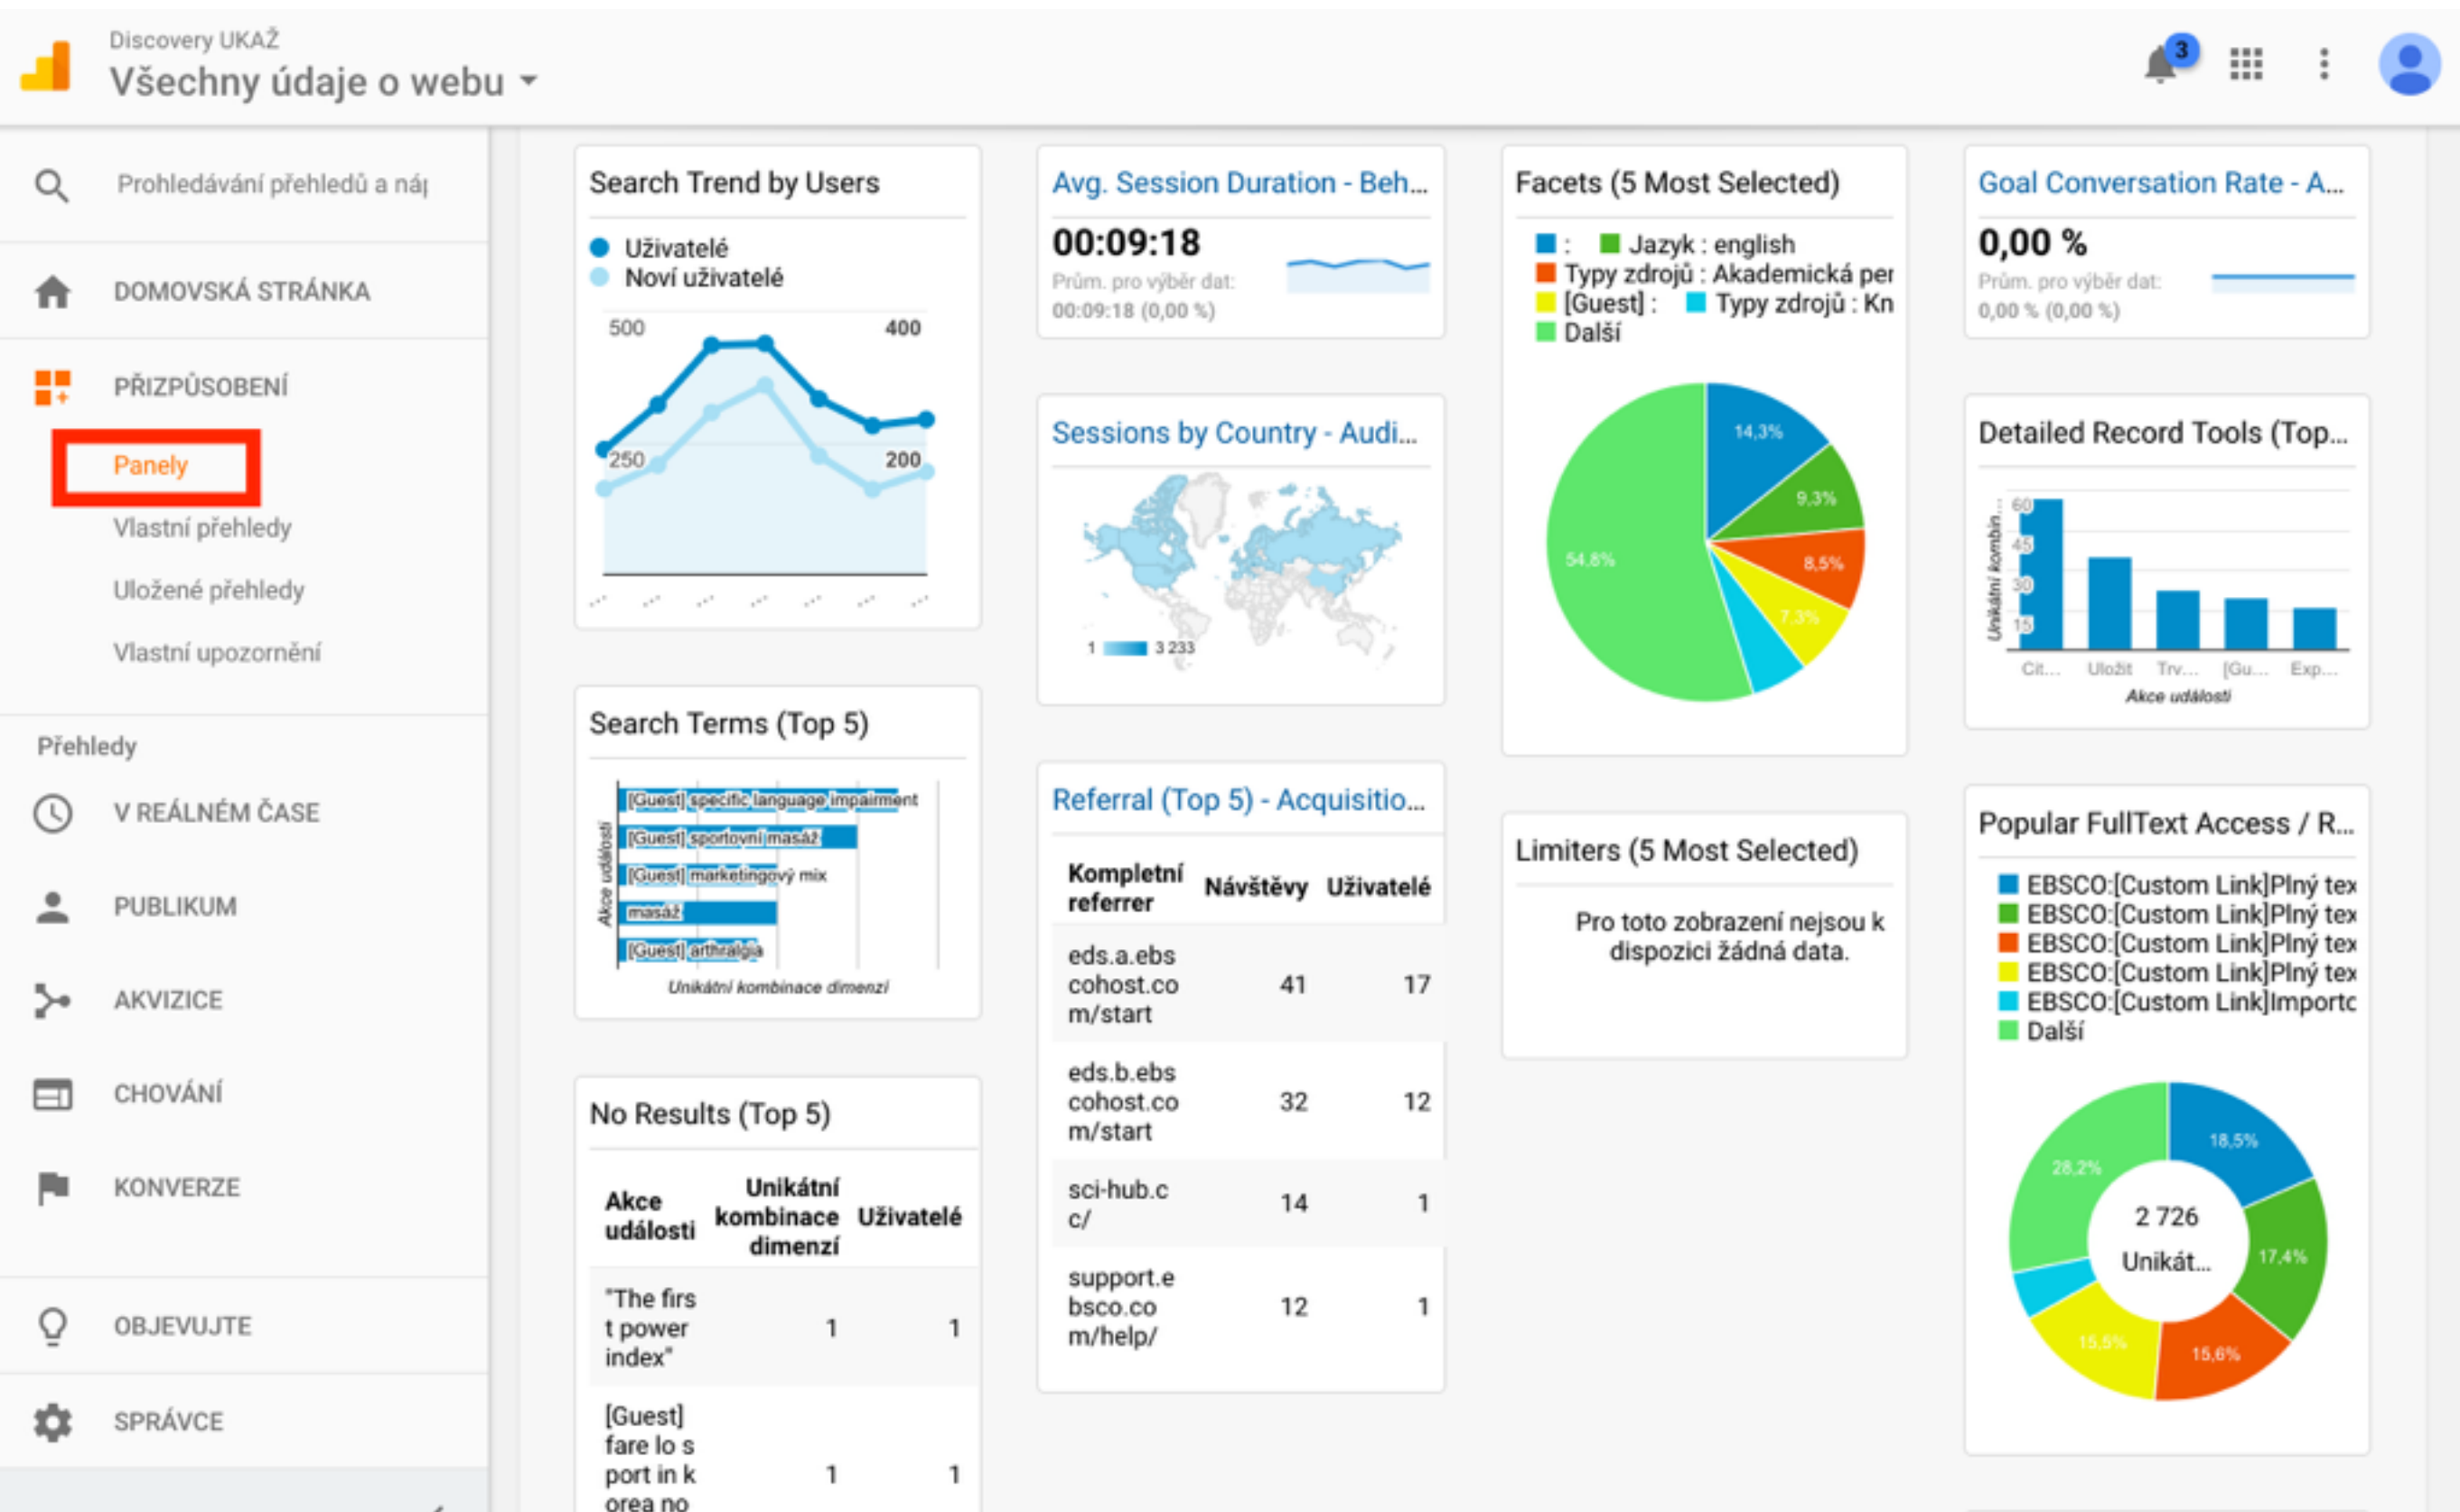 Discovery UKAŽ
Všechny údaje o webu
3
Prohledávání přehledů a náp
DOMOVSKÁ STRÁNKA
PŘIZPŮSOBENÍ
Panely
Vlastní přehledy
Uložené přehledy
Vlastní upozornění
Přehledy
V REÁLNÉM ČASE
PUBLIKUM
AKVIZICE
CHOVÁNÍ
KONVERZE
OBJEVUJTE
SPRÁVCE
Search Trend by Users
Uživatelé
Noví uživatelé
500
400
250
200
Search Terms (Top 5)
Akce události
[Guest] specific language impairment
[Guest] sportovní masáž
[Guest] marketingový mix
masáž
[Guest] arthralgia
Unikátní kombinace dimenzí
No Results (Top 5)
Akce
události
Unikátní
kombinace
dimenzí
Uživatelé
"The firs
t power
index"
1
1
[Guest]
fare lo s
port in k
orea no
1
1
Avg. Session Duration - Beh...
00:09:18
Prům. pro výběr dat:
00:09:18 (0,00 %)
Sessions by Country - Audi...
1
3 233
Referral (Top 5) - Acquisitio...
Kompletní
referrer
Návštěvy
Uživatelé
eds.a.ebs
cohost.co
m/start
41
17
eds.b.ebs
cohost.co
m/start
32
12
sci-hub.c
c/
14
1
support.e
bsco.co
m/help/
12
1
Facets (5 Most Selected)
: Jazyk : english
Typy zdrojů : Akademická per
[Guest] : Typy zdrojů : Kn
Další
14,3%
9,3%
8,5%
7,3%
54,8%
Limiters (5 Most Selected)
Pro toto zobrazení nejsou k
dispozici žádná data.
Goal Conversation Rate - A...
0,00 %
Prům. pro výběr dat:
0,00 % (0,00 %)
Detailed Record Tools (Top...
Unikátní kombin...
60
45
30
15
Cit... Uložit Trv... [Gu... Exp...
Akce události
Popular FullText Access / R...
EBSCO:[Custom Link]Plný tex
EBSCO:[Custom Link]Plný tex
EBSCO:[Custom Link]Plný tex
EBSCO:[Custom Link]Plný tex
EBSCO:[Custom Link]Importo
Další
18,5%
17,4%
15,6%
15,5%
28,2%
2 726
Unikát...